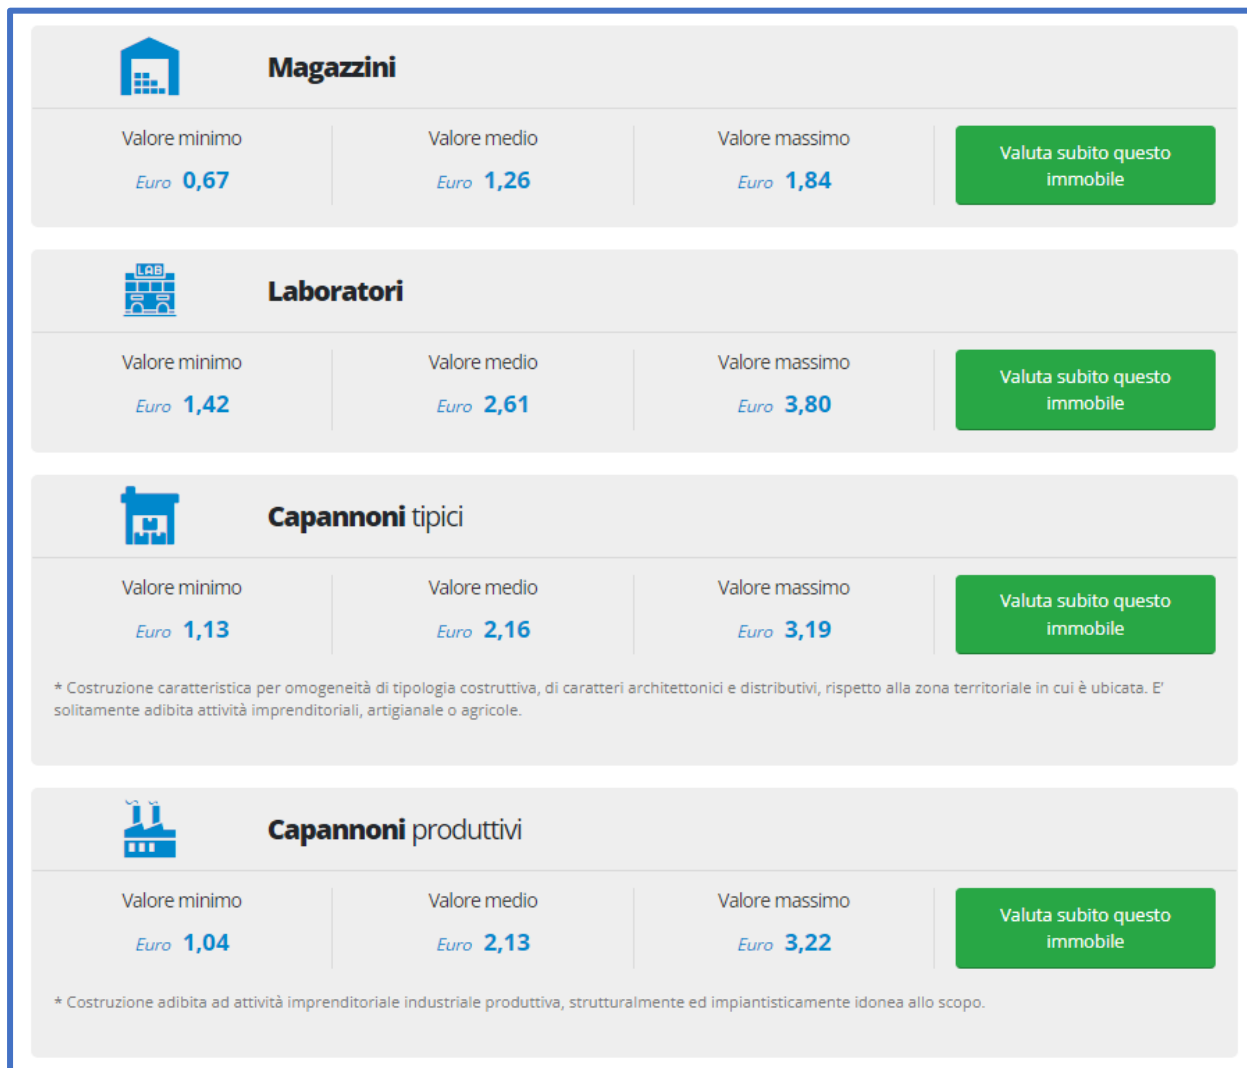 Magazzini
Valore minimo
Valore medio
Valore massimo
Valuta subito questo
immobile
Euro 0,67
Euro 1,26
Euro 1,84
LAB
Laboratori
Valore minimo
Valore medio
Valore massimo
Valuta subito questo
immobile
Euro 1,42
Euro 2,61
Euro 3,80
Capannoni tipici
Valore minimo
Valore medio
Valore massimo
Valuta subito questo
immobile
Euro 1,13
Euro 2,16
Euro 3,19
* Costruzione caratteristica per omogeneità di tipologia costruttiva, di caratteri architettonici e distributivi, rispetto alla zona territoriale in cui è ubicata. E'
solitamente adibita attività imprenditoriali, artigianale o agricole.
Capannoni produttivi
Valore minimo
Valore medio
Valore massimo
Valuta subito questo
immobile
Euro 1,04
Euro 2,13
Euro 3,22
* Costruzione adibita ad attività imprenditoriale industriale produttiva, strutturalmente ed impiantisticamente idonea allo scopo.